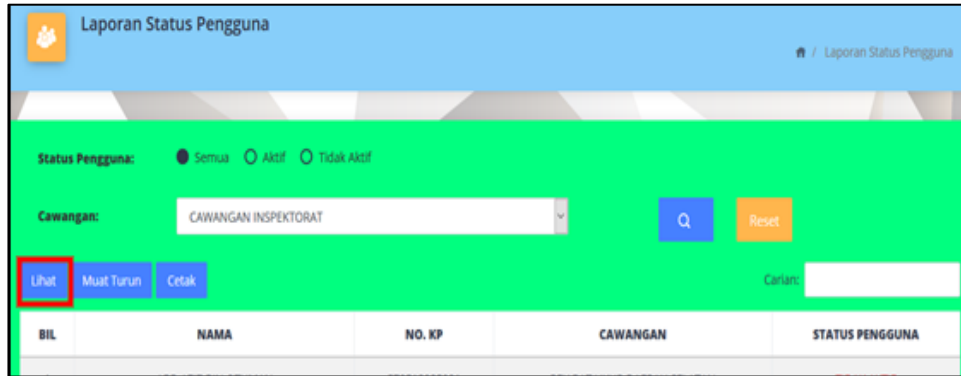 Laporan Status Pengguna
/ Laporan Status Pengguna
Status Pengguna: Semua Aktif Tidak Aktif
Cawangan: CAWANGAN INSPEKTORAT Reset
Lihat Muat Turun Cetak Carian:
BIL NAMA NO. KP CAWANGAN STATUS PENGGUNA